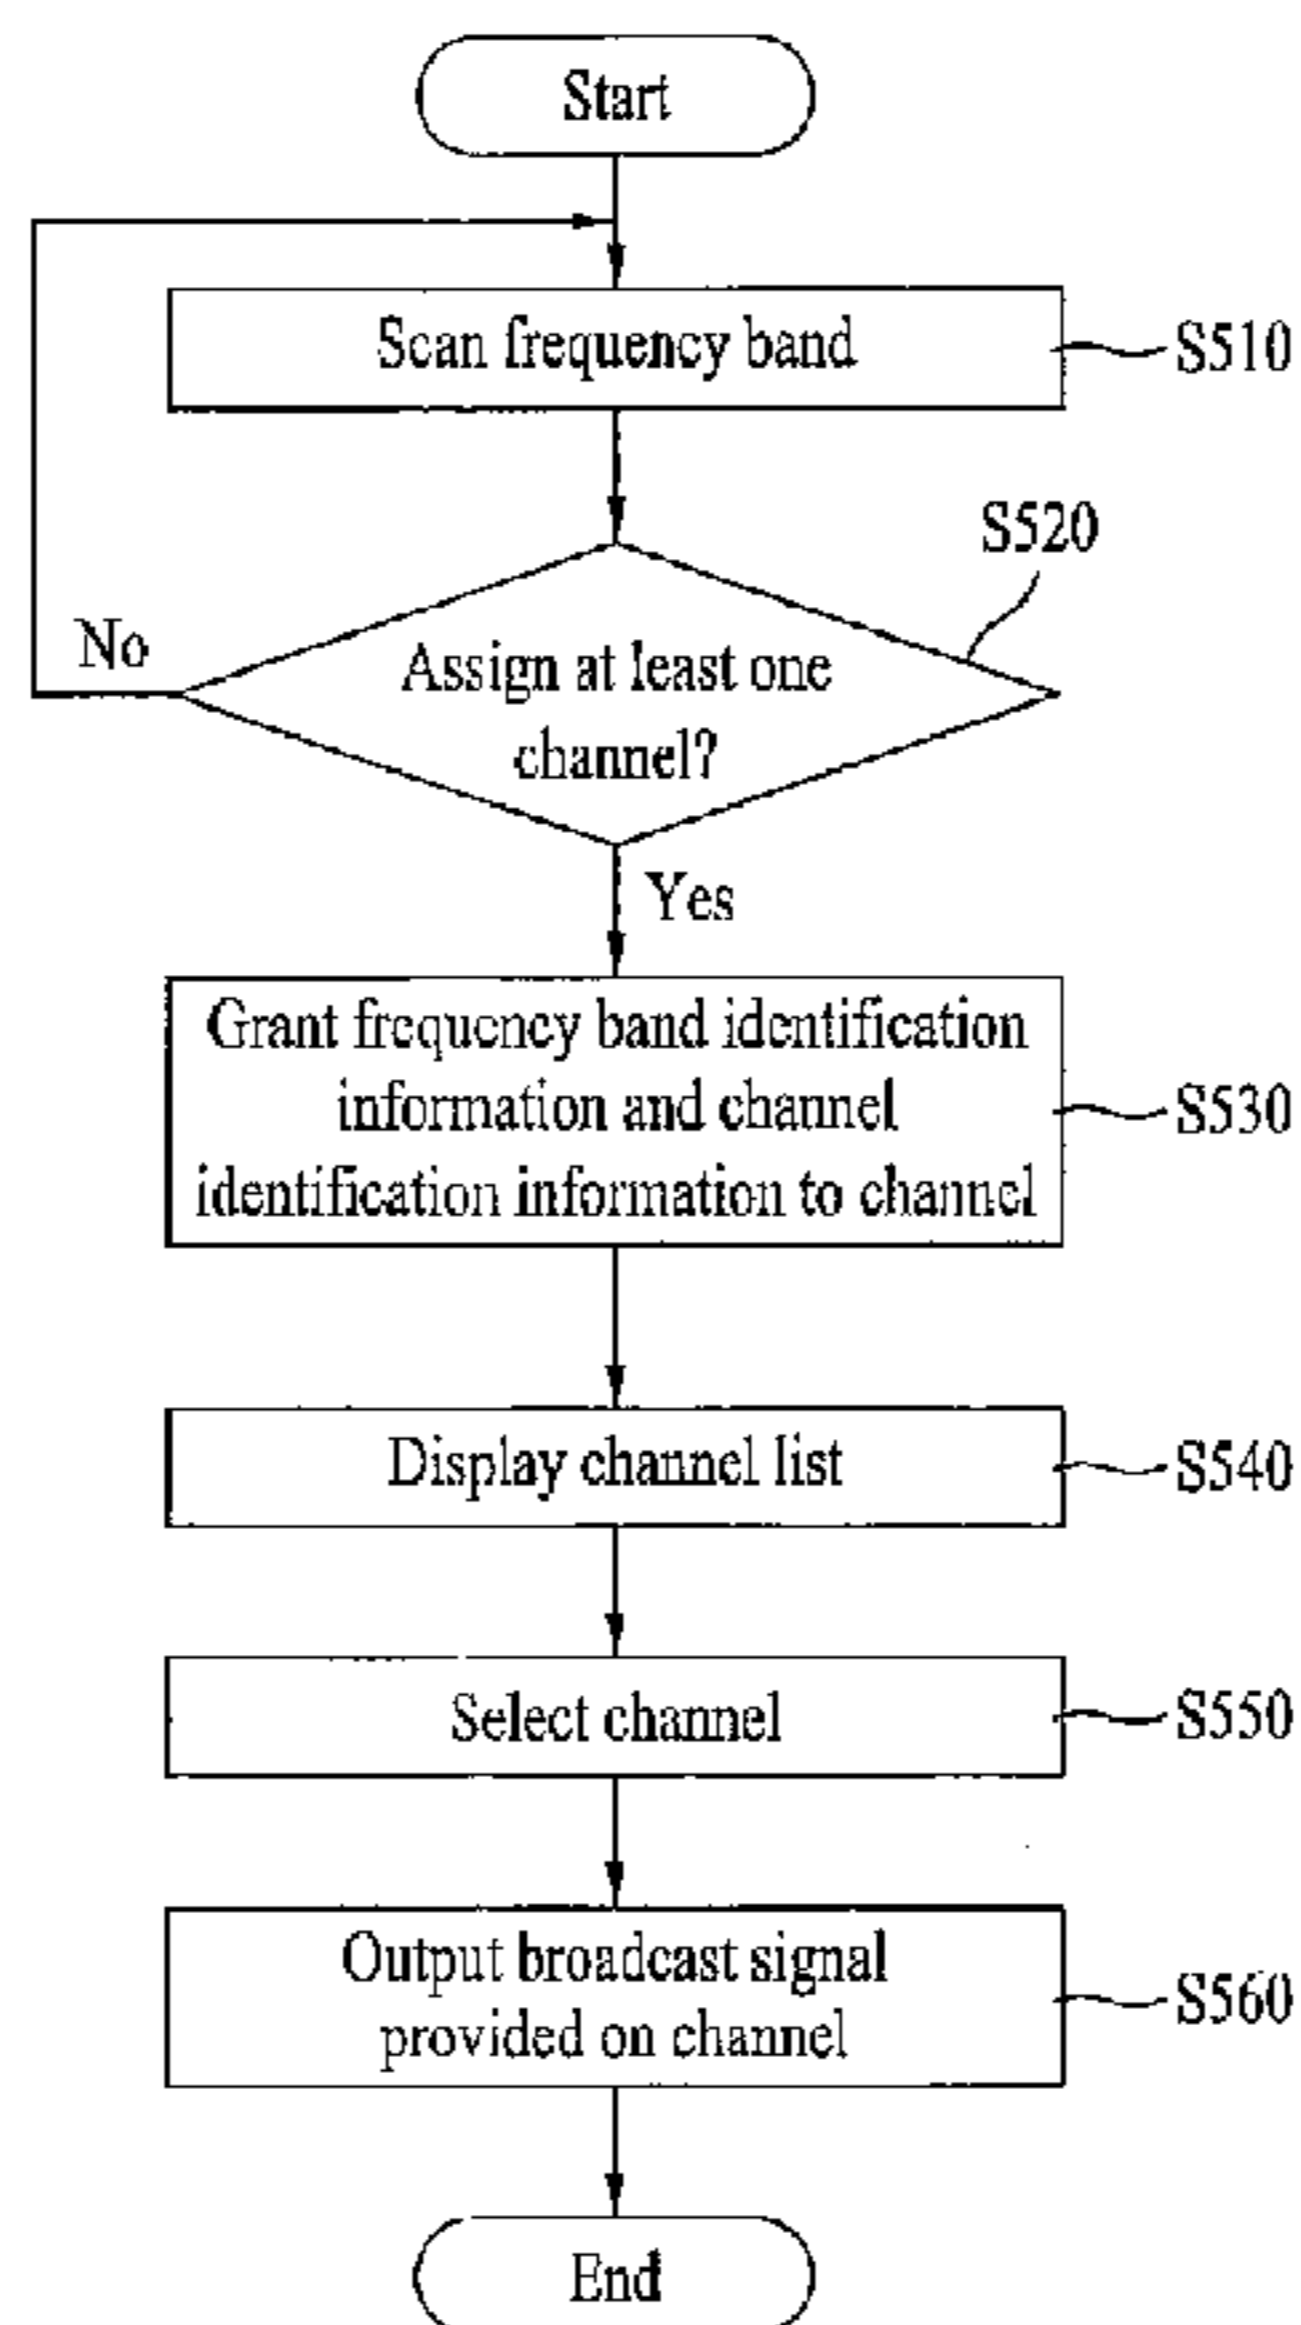 Start
Scan frequency band
S510
S520
No
Assign at least one
channel?
Yes
Grant frequency band identification
information and channel
identification information to channel
S530
Display channel list
S540
Select channel
S550
Output broadcast signal
provided on channel
S560
End